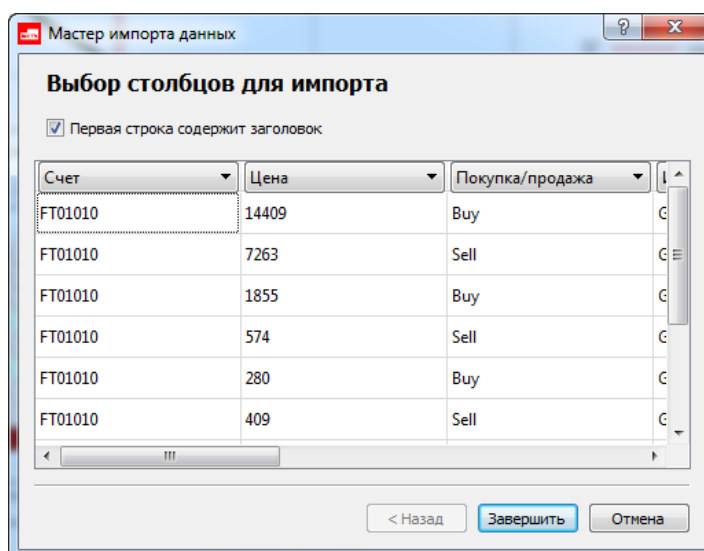 Мастер импорта данных
Выбор столбцов для импорта
Первая строка содержит заголовок
Счет Цена Покупка/продажа
FT01010 14409 Buy G
FT01010 7263 Sell G
FT01010 1855 Buy G
FT01010 574 Sell G
FT01010 280 Buy G
FT01010 409 Sell G
< Назад Завершить Отмена